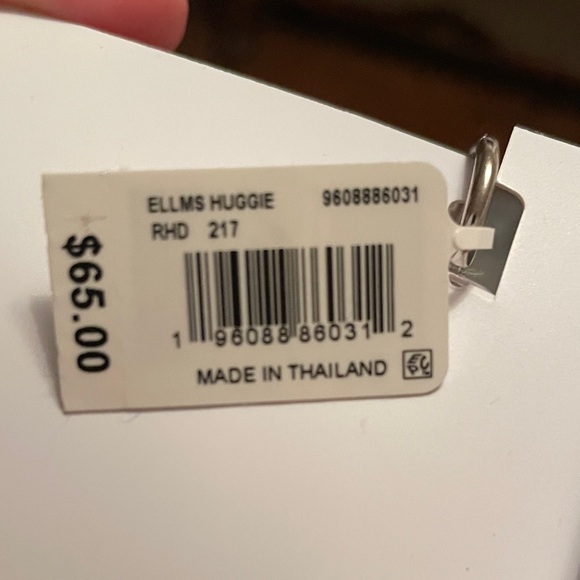 ELLMS HUGGIE 9608886031
RHD 217
1 96088 86031 2
MADE IN THAILAND
$65.00